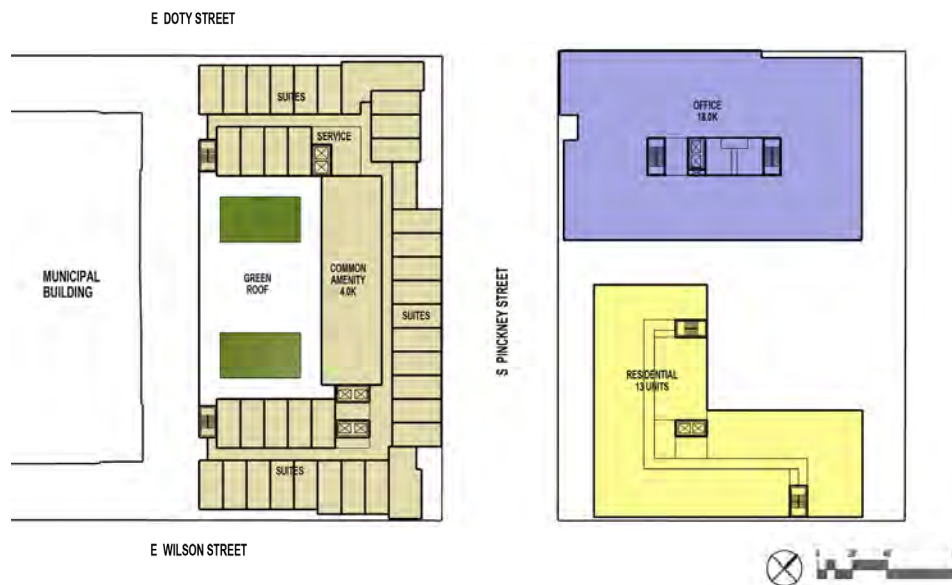 E DOTY STREET
SUITES
SERVICE
OFFICE
18.0K
MUNICIPAL
BUILDING
GREEN
ROOF
COMMON
AMENITY
4.0K
SUITES
S PINCKNEY STREET
RESIDENTIAL
13 UNITS
SUITES
E WILSON STREET